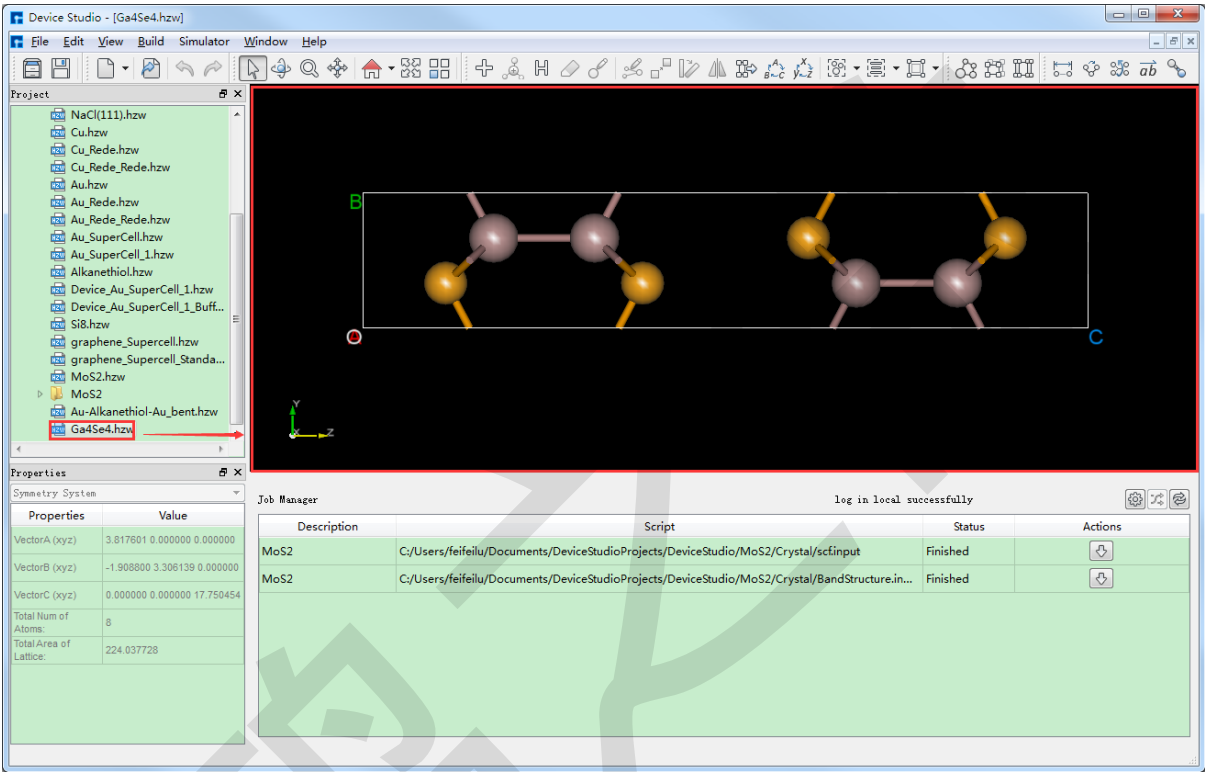 Device Studio - [Ga4Se4.hzw]
File Edit View Build Simulator Window Help
Project
NaCl(111).hzw
Cu.hzw
Cu_Rede.hzw
Cu_Rede_Rede.hzw
Au.hzw
Au_Rede.hzw
Au_Rede_Rede.hzw
Au_SuperCell.hzw
Au_SuperCell_1.hzw
Alkanethiol.hzw
Device_Au_SuperCell_1.hzw
Device_Au_SuperCell_1_Buff...
Si8.hzw
graphene_Supercell.hzw
graphene_Supercell_Standa...
MoS2.hzw
MoS2
Au-Alkanethiol-Au_bent.hzw
Ga4Se4.hzw
B
A
C
Y
X
Z
Properties
Symmetry System
Properties Value
VectorA (xyz) 3.817601 0.000000 0.000000
VectorB (xyz) -1.908800 3.306139 0.000000
VectorC (xyz) 0.000000 0.000000 17.750454
Total Num of
Atoms: 8
Total Area of
Lattice: 224.037728
Job Manager log in local successfully
Description Script Status Actions
MoS2 C:/Users/feifeilu/Documents/DeviceStudioProjects/DeviceStudio/MoS2/Crystal/scf.input Finished
MoS2 C:/Users/feifeilu/Documents/DeviceStudioProjects/DeviceStudio/MoS2/Crystal/BandStructure.in... Finished